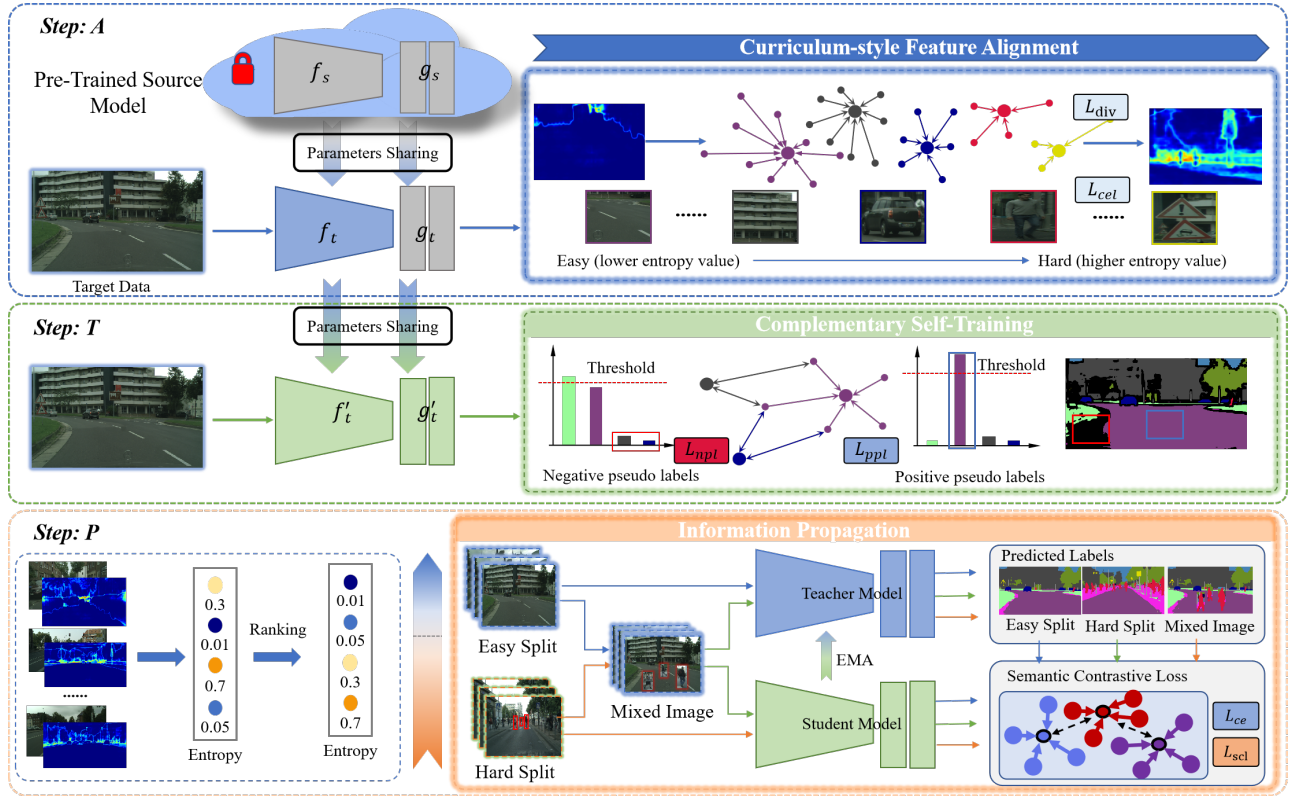 Step: A
Pre-Trained Source
Model
f_s
g_s
Parameters Sharing
f_t
g_t
Target Data
Curriculum-style Feature Alignment
L_div
L_cel
......
......
Easy (lower entropy value)
Hard (higher entropy value)
Step: T
Parameters Sharing
f'_t
g'_t
Complementary Self-Training
Threshold
L_npl
Negative pseudo labels
L_ppl
Threshold
Positive pseudo labels
Step: P
......
0.3
0.01
0.7
0.05
Entropy
Ranking
0.01
0.05
0.3
0.7
Entropy
Information Propagation
Easy Split
Mixed Image
Hard Split
Teacher Model
EMA
Student Model
Predicted Labels
Easy Split
Hard Split
Mixed Image
Semantic Contrastive Loss
L_ce
L_scl